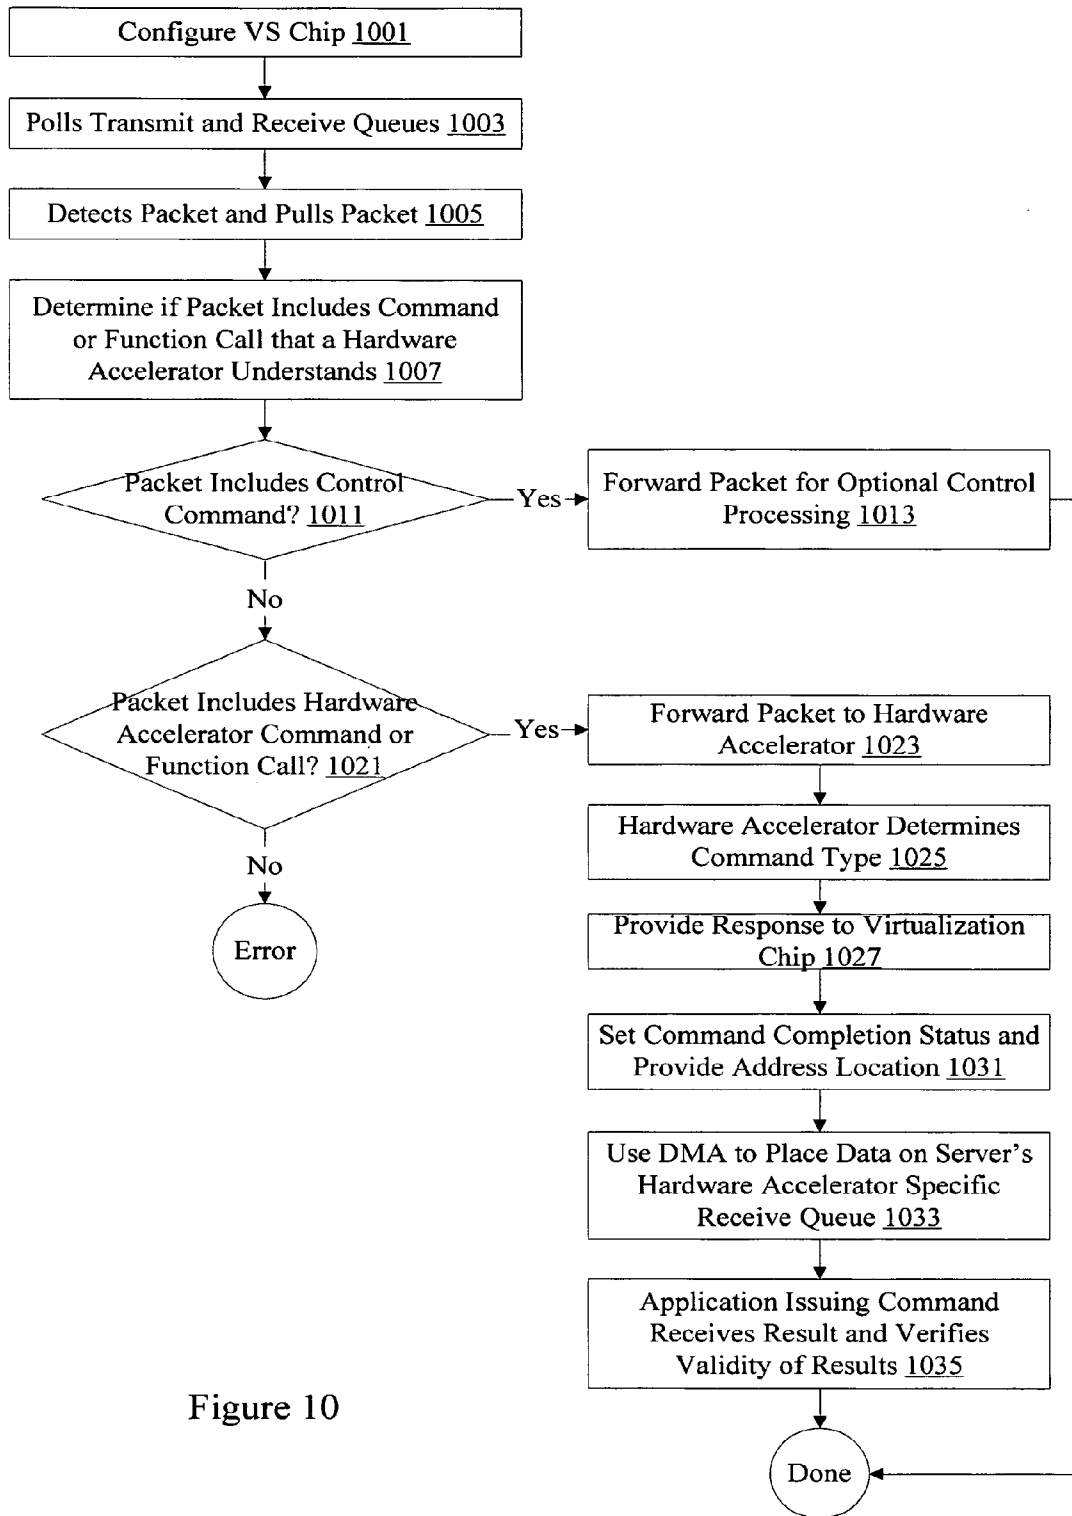 Configure VS Chip 1001
Polls Transmit and Receive Queues 1003
Detects Packet and Pulls Packet 1005
Determine if Packet Includes Command
or Function Call that a Hardware
Accelerator Understands 1007
Packet Includes Control
Command? 1011
Yes
Forward Packet for Optional Control
Processing 1013
No
Packet Includes Hardware
Accelerator Command or
Function Call? 1021
Yes
Forward Packet to Hardware
Accelerator 1023
Hardware Accelerator Determines
Command Type 1025
No
Error
Provide Response to Virtualization
Chip 1027
Set Command Completion Status and
Provide Address Location 1031
Use DMA to Place Data on Server's
Hardware Accelerator Specific
Receive Queue 1033
Application Issuing Command
Receives Result and Verifies
Validity of Results 1035
Figure 10
Done